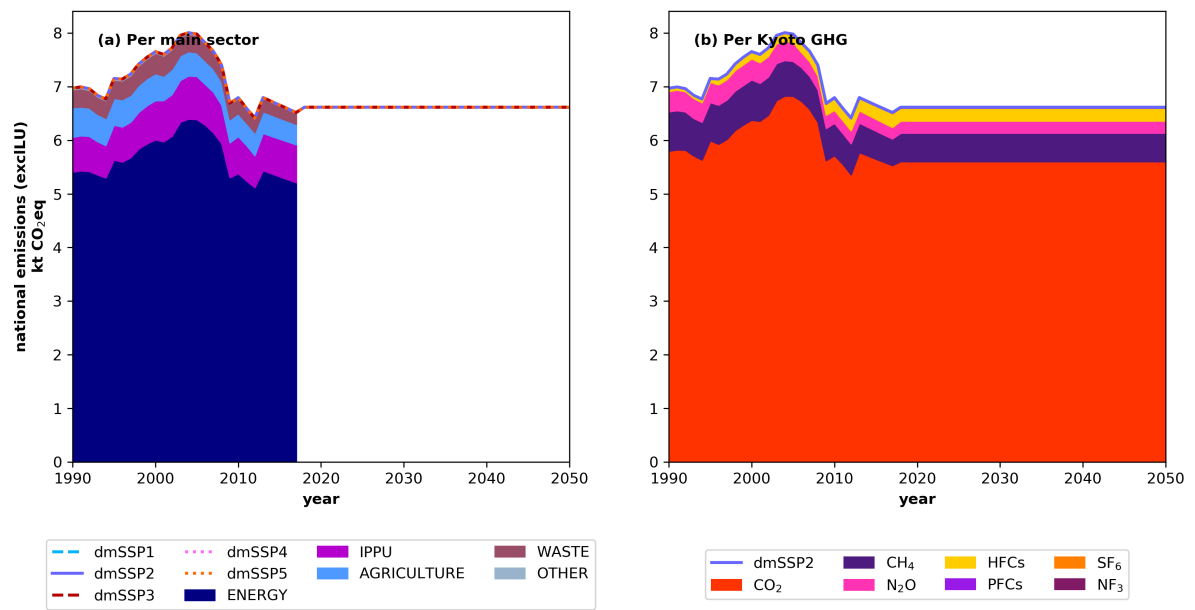 (a) Per main sector
national emissions (exclLU)
kt CO₂eq
8
7
6
5
4
3
2
1
0
1990 2000 2010 2020 2030 2040 2050
year
dmSSP1
dmSSP2
dmSSP3
dmSSP4
dmSSP5
ENERGY
IPPU
AGRICULTURE
WASTE
OTHER
(b) Per Kyoto GHG
8
7
6
5
4
3
2
1
0
1990 2000 2010 2020 2030 2040 2050
year
dmSSP2
CO₂
CH₄
N₂O
HFCs
PFCs
SF₆
NF₃